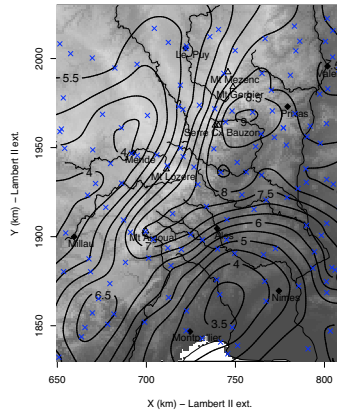 2000
1950
1900
1850
Y (km) – Lambert II ext.
650
700
750
800
X (km) – Lambert II ext.
Le Puy
Mt Mezenc
Mt Gerbier
Privas
Serre
Bauzon
Mende
Mt Lozere
Millau
Mt Aigoual
Nimes
Montpellier
5.5
8.5
9
4
4
8
7.5
6
5
4
6.5
3.5